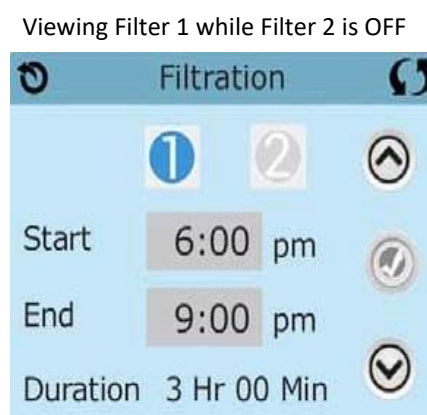 Viewing Filter 1 while Filter 2 is OFF
Filtration
1 2
Start 6:00 pm
End 9:00 pm
Duration 3 Hr 00 Min